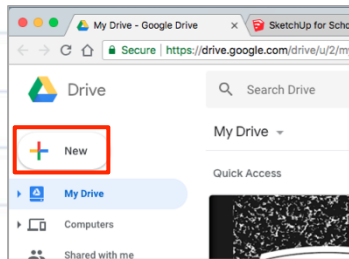 My Drive - Google Drive
SketchUp for Scho
Secure | https://drive.google.com/drive/u/2/my
Drive
Search Drive
New
My Drive
Quick Access
My Drive
Computers
Shared with me